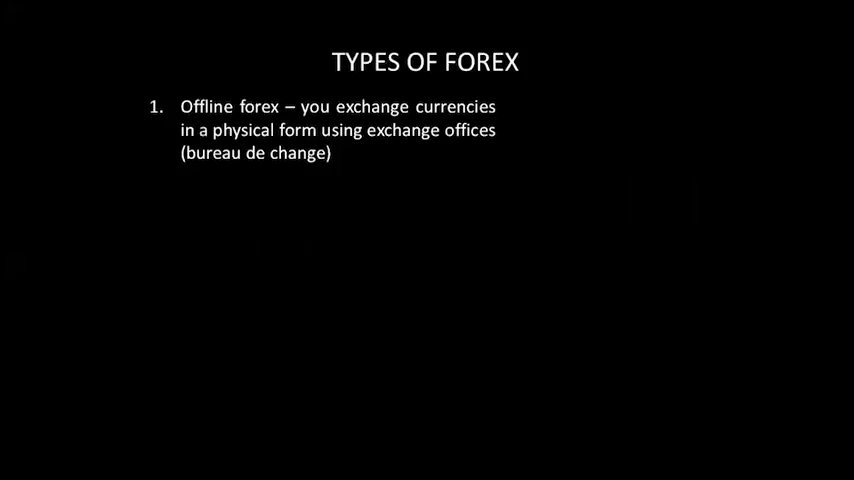 TYPES OF FOREX
1. Offline forex – you exchange currencies
in a physical form using exchange offices
(bureau de change)